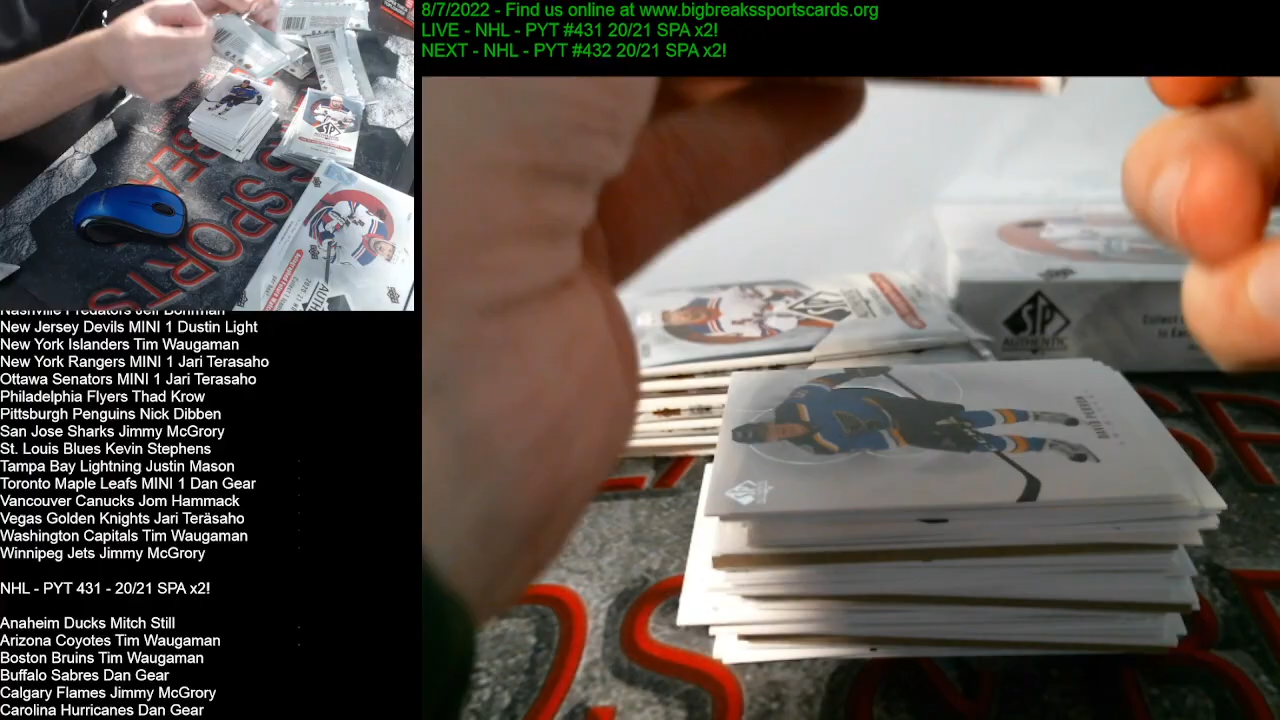 8/7/2022 - Find us online at www.bigbreakssportscards.org
LIVE - NHL - PYT #431 20/21 SPA x2!
NEXT - NHL - PYT #432 20/21 SPA x2!
New Jersey Devils MINI 1 Dustin Light
New York Islanders Tim Waugaman
New York Rangers MINI 1 Jari Terasaho
Ottawa Senators MINI 1 Jari Terasaho
Philadelphia Flyers Thad Krow
Pittsburgh Penguins Nick Dibben
San Jose Sharks Jimmy McGrory
St. Louis Blues Kevin Stephens
Tampa Bay Lightning Justin Mason
Toronto Maple Leafs MINI 1 Dan Gear
Vancouver Canucks Jom Hammack
Vegas Golden Knights Jari Teräsaho
Washington Capitals Tim Waugaman
Winnipeg Jets Jimmy McGrory
NHL - PYT 431 - 20/21 SPA x2!
Anaheim Ducks Mitch Still
Arizona Coyotes Tim Waugaman
Boston Bruins Tim Waugaman
Buffalo Sabres Dan Gear
Calgary Flames Jimmy McGrory
Carolina Hurricanes Dan Gear
SP
AUTHENTIC
DAVID PERRON
SPORTS